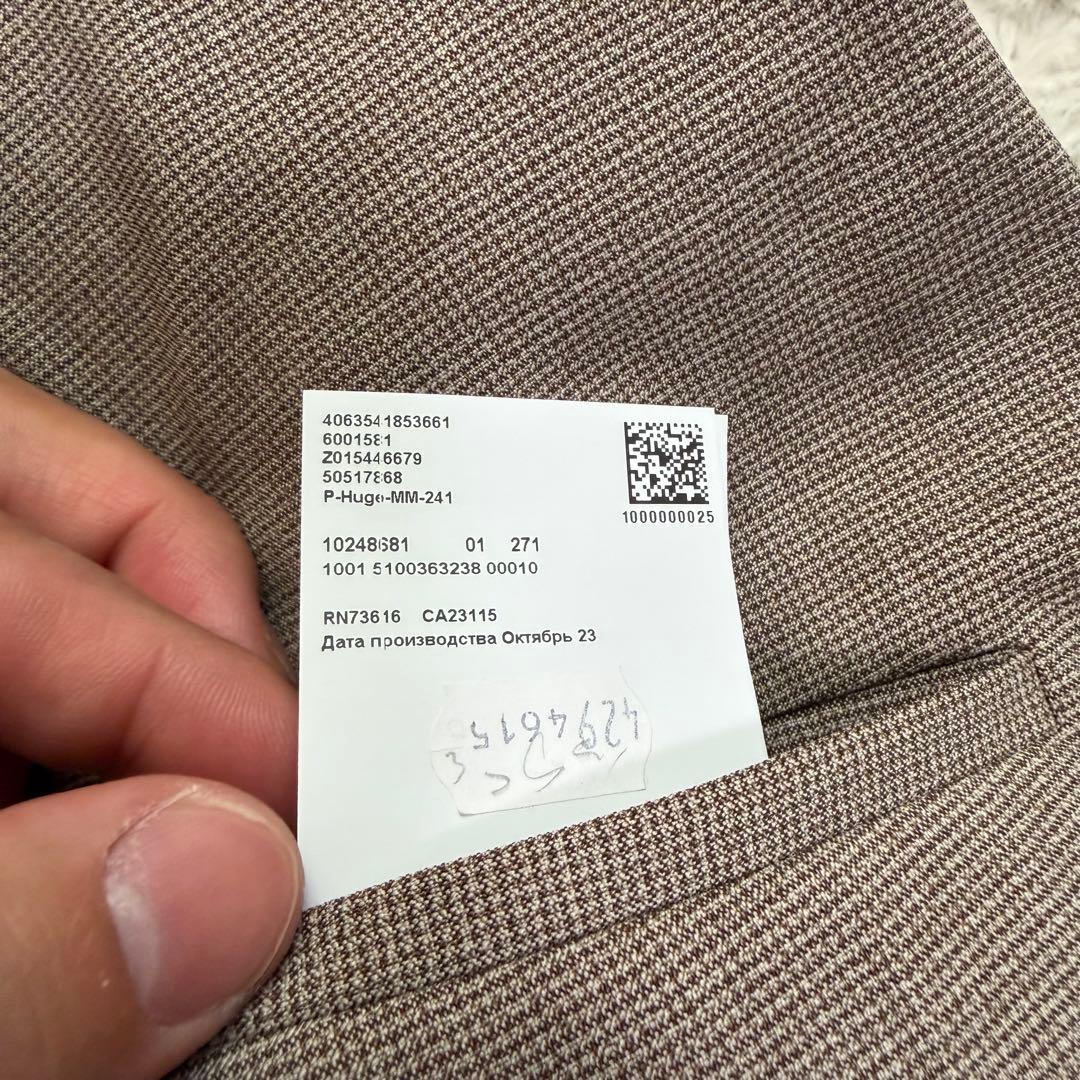 4063541853661
6001581
Z015446679
50517868
P-Hugo-MM-241
1000000025
10248681 01 271
1001 5100363238 00010
RN73616 CA23115
Дата производства Октябрь 23
4294615